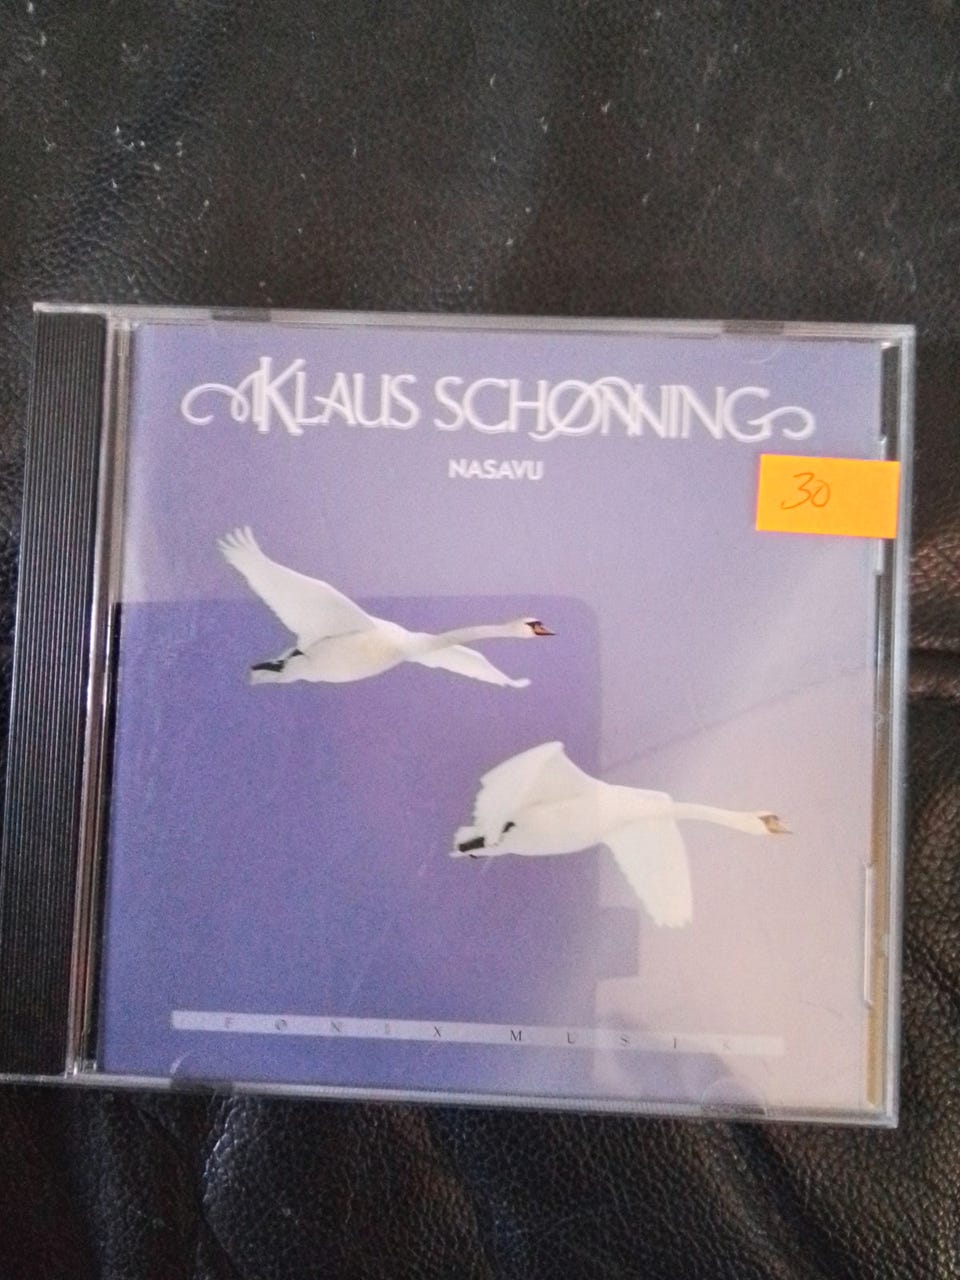 KLAUS SCHØNNING
NASAVU
30
FØNIX MUSIK